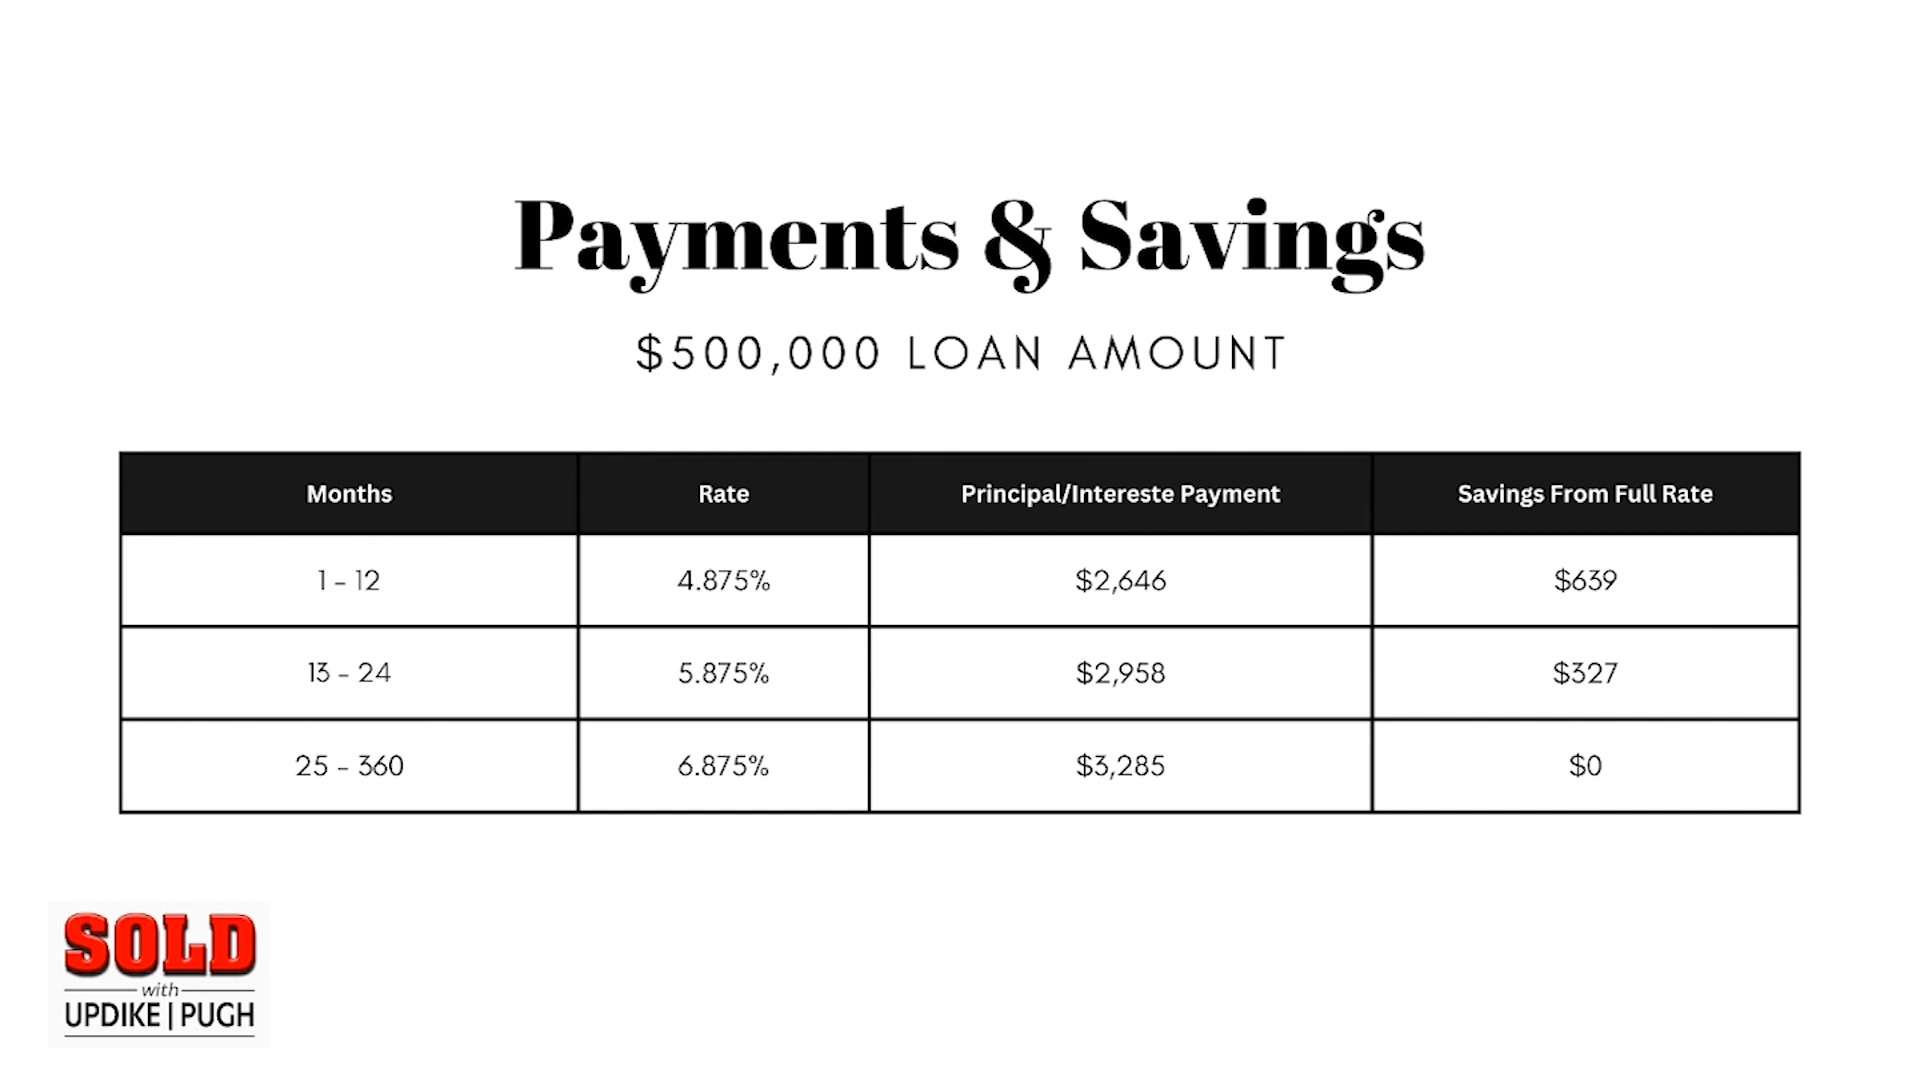 Payments & Savings
$500,000 LOAN AMOUNT
Months Rate Principal/Intereste Payment Savings From Full Rate
1 – 12 4.875% $2,646 $639
13 – 24 5.875% $2,958 $327
25 – 360 6.875% $3,285 $0
SOLD
with
UPDIKE | PUGH